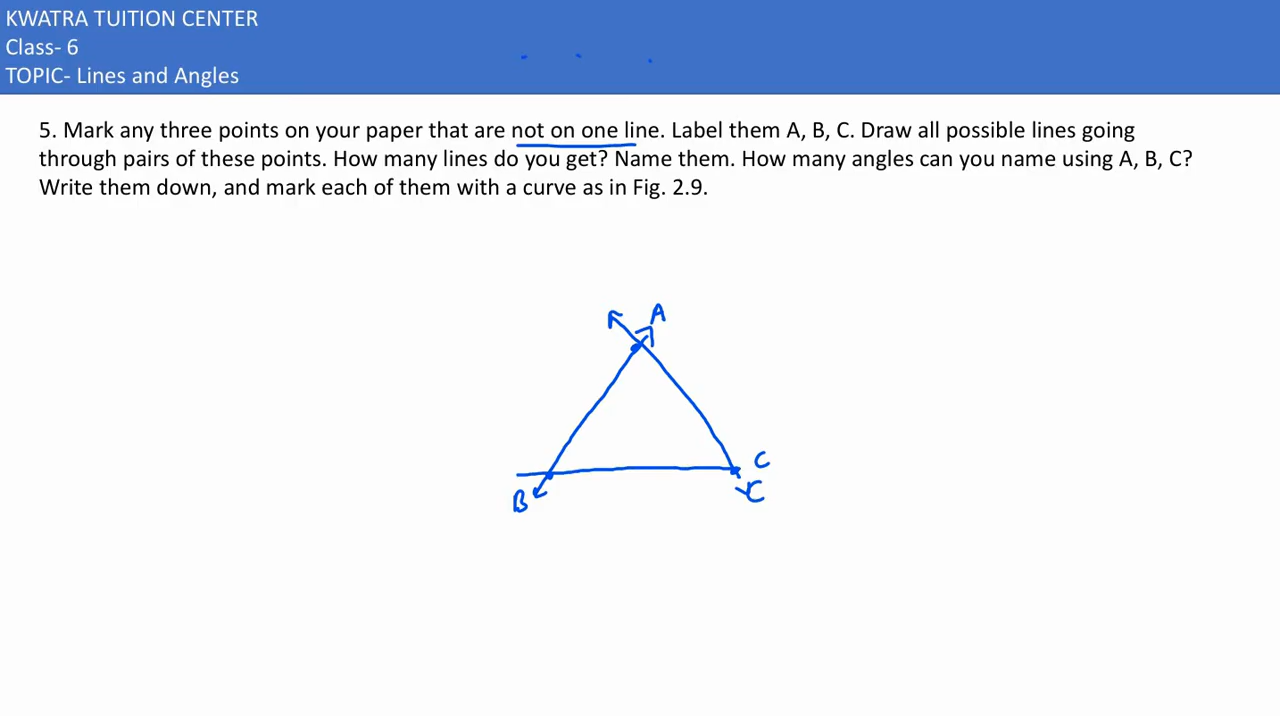 KWATRA TUITION CENTER
Class- 6
TOPIC- Lines and Angles
5. Mark any three points on your paper that are not on one line. Label them A, B, C. Draw all possible lines going
through pairs of these points. How many lines do you get? Name them. How many angles can you name using A, B, C?
Write them down, and mark each of them with a curve as in Fig. 2.9.
A
C
B
C